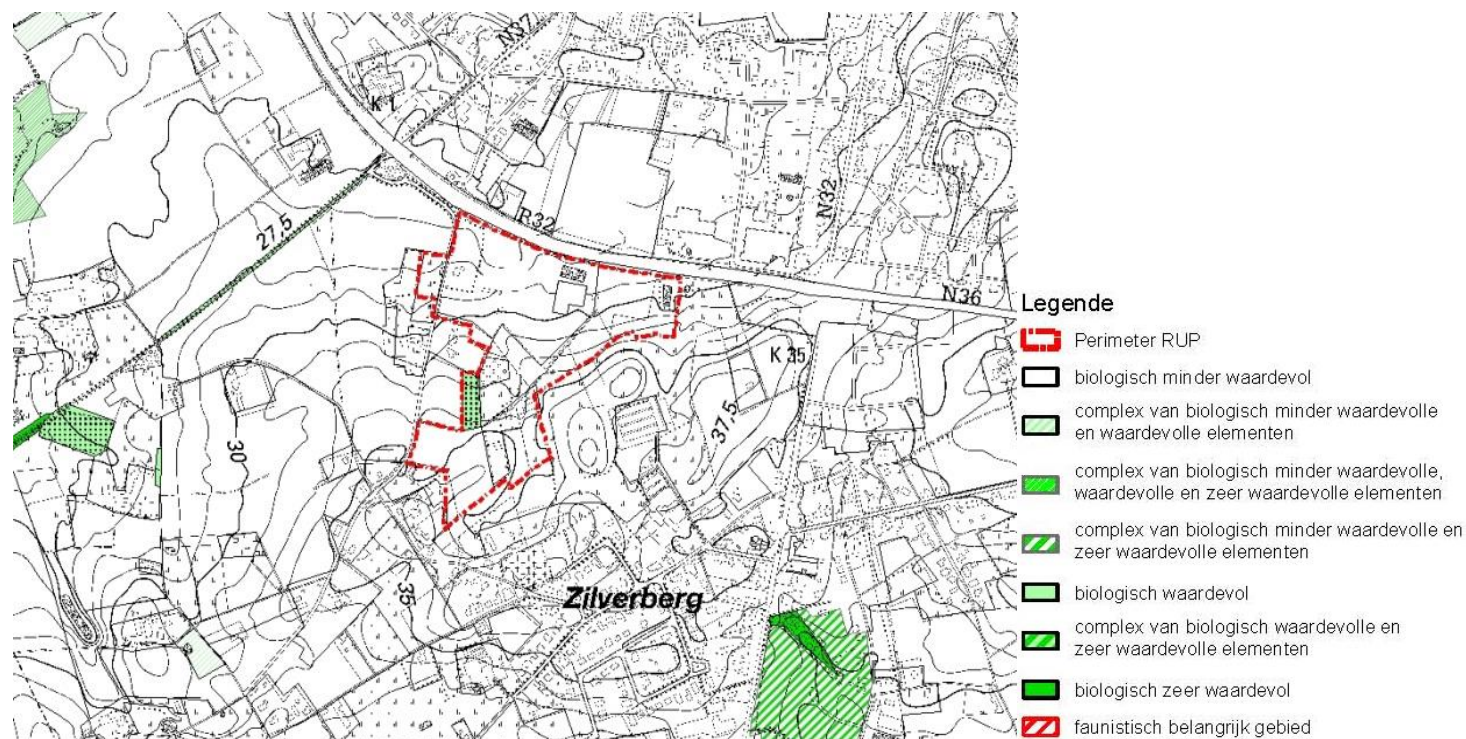 N37
K 1
R32
N32
27.5
N36
K 35
37.5
30
35
Zilverberg
Legende
Perimeter RUP
biologisch minder waardevol
complex van biologisch minder waardevolle
en waardevolle elementen
complex van biologisch minder waardevolle,
waardevolle en zeer waardevolle elementen
complex van biologisch minder waardevolle en
zeer waardevolle elementen
biologisch waardevol
complex van biologisch waardevolle en
zeer waardevolle elementen
biologisch zeer waardevol
faunistisch belangrijk gebied